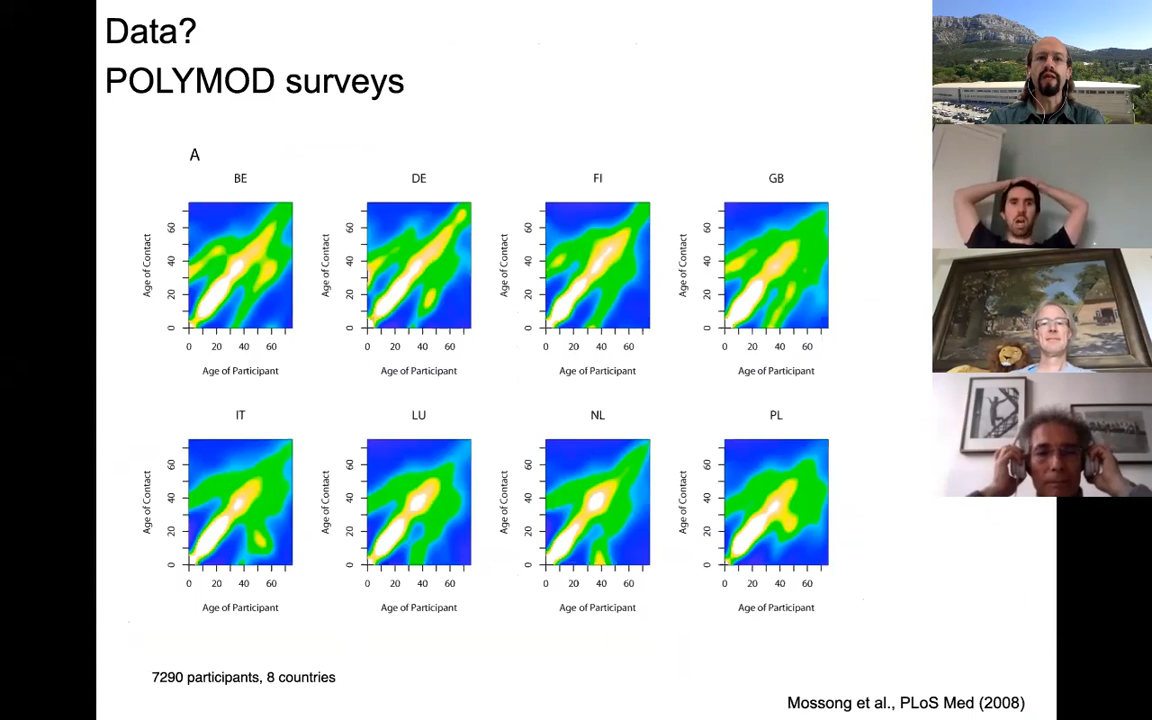 Data?
POLYMOD surveys
A
BE
DE
FI
GB
Age of Contact
0 20 40 60
Age of Participant
0 20 40 60
Age of Contact
0 20 40 60
Age of Participant
0 20 40 60
Age of Contact
0 20 40 60
Age of Participant
0 20 40 60
Age of Contact
0 20 40 60
Age of Participant
0 20 40 60
IT
LU
NL
PL
Age of Contact
0 20 40 60
Age of Participant
0 20 40 60
Age of Contact
0 20 40 60
Age of Participant
0 20 40 60
Age of Contact
0 20 40 60
Age of Participant
0 20 40 60
Age of Contact
0 20 40 60
Age of Participant
0 20 40 60
7290 participants, 8 countries
Mossong et al., PLoS Med (2008)